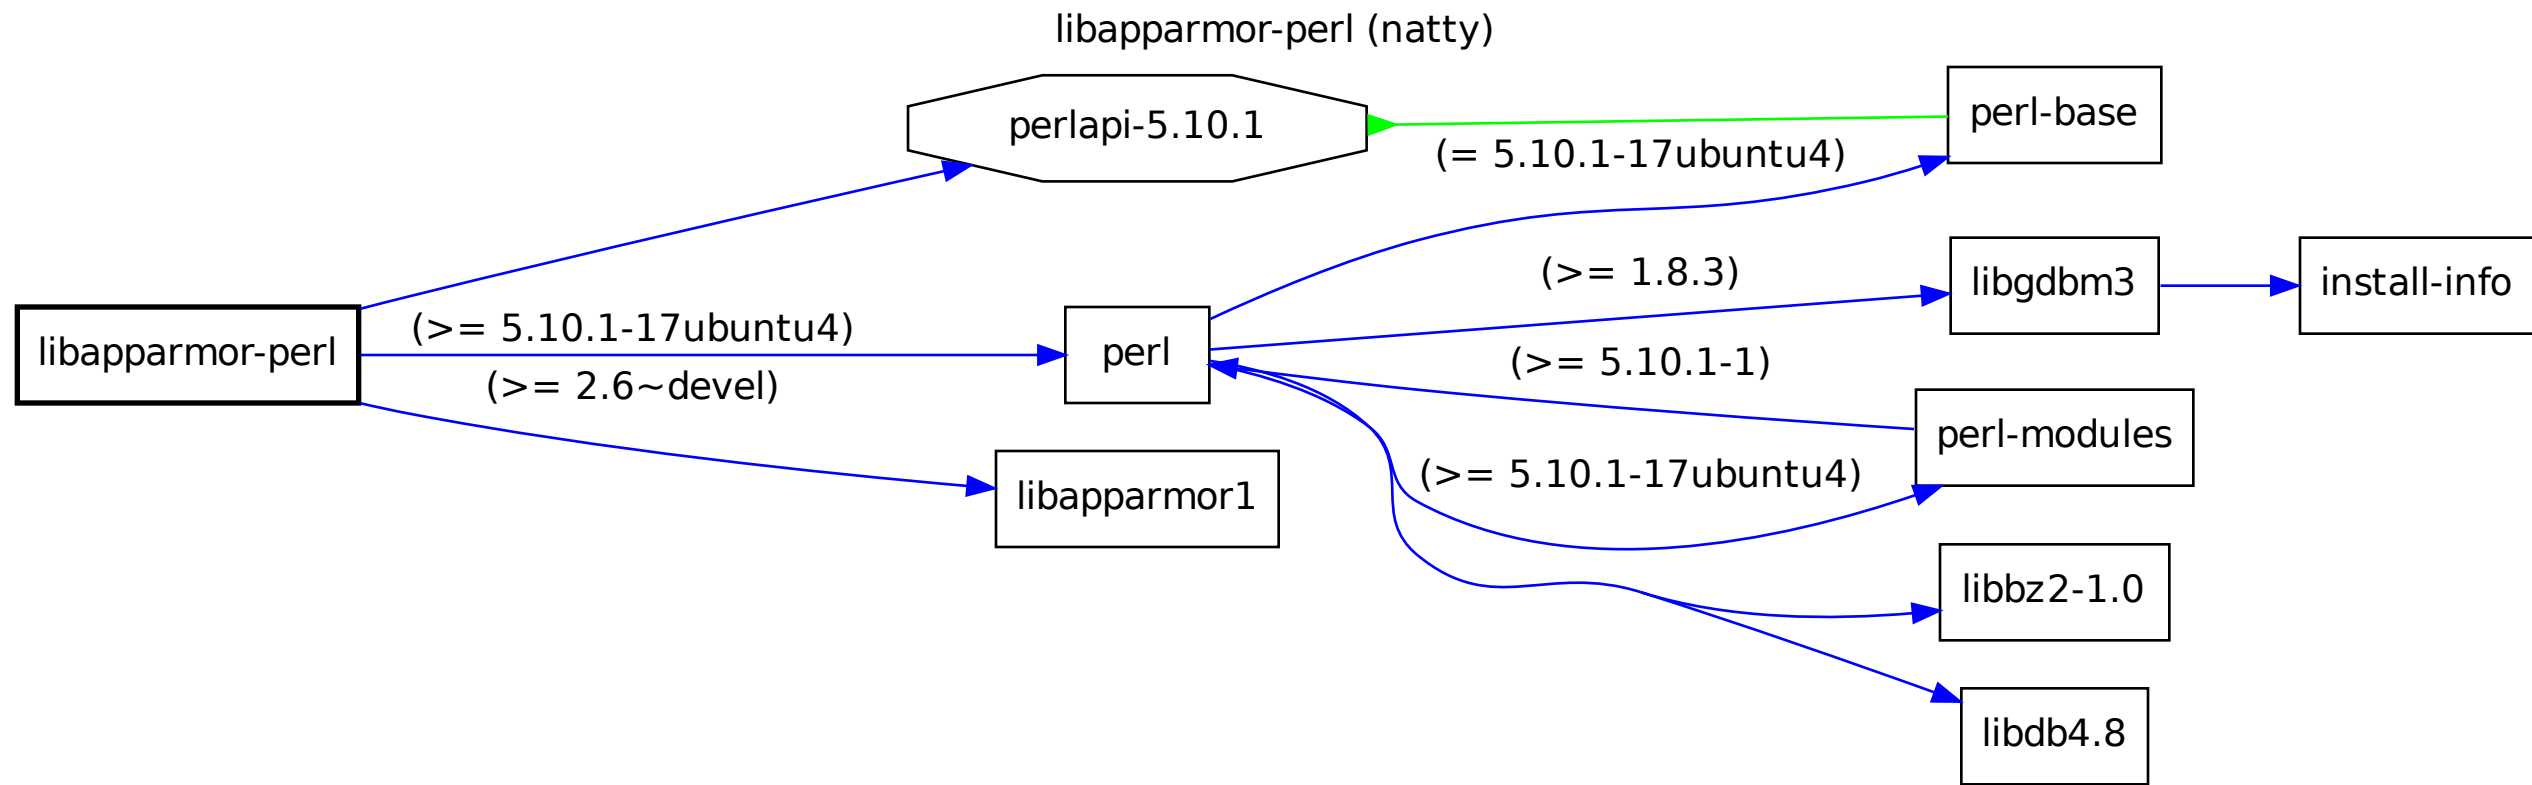 libapparmor-perl (natty)
perlapi-5.10.1
perl-base
(= 5.10.1-17ubuntu4)
(>= 1.8.3)
libgdbm3
install-info
libapparmor-perl
(>= 5.10.1-17ubuntu4)
perl
(>= 2.6~devel)
(>= 5.10.1-1)
perl-modules
libapparmor1
(>= 5.10.1-17ubuntu4)
libbz2-1.0
libdb4.8